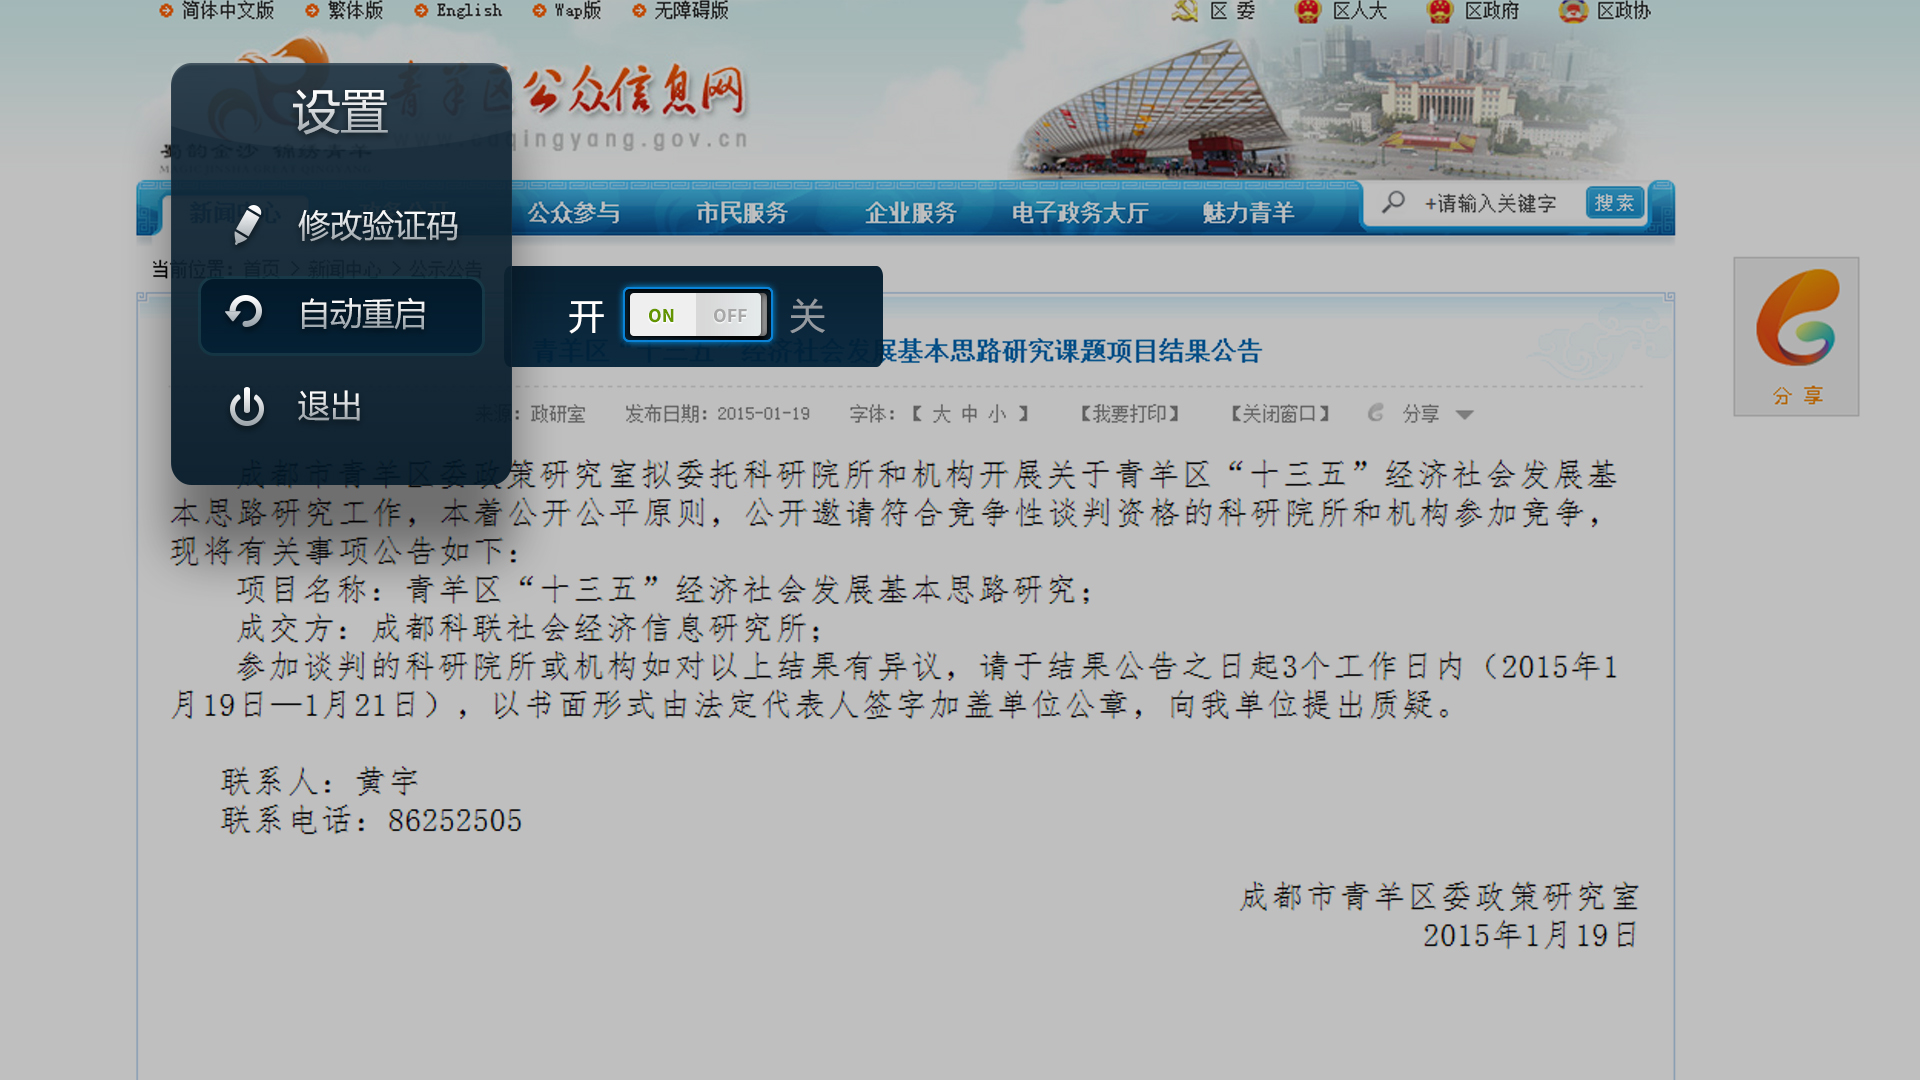 简体中文版 繁体版 English Wap版 无障碍版 区 委 区人大 区政府 区政协
青羊区公众信息网
设置
公众参与 市民服务 企业服务 电子政务大厅 魅力青羊 +请输入关键字 搜索
修改验证码
当前位置: 首页 > 新闻中心 > 公示公告
自动重启
开 ON OFF 关
青羊区“十三五”经济社会发展基本思路研究课题项目结果公告
分 享
退出
来源: 政研室 发布日期: 2015-01-19 字体: 【 大 中 小 】 【我要打印】 【关闭窗口】 分享
成都市青羊区委政策研究室拟委托科研院所和机构开展关于青羊区“十三五”经济社会发展基
本思路研究工作，本着公开公平原则，公开邀请符合竞争性谈判资格的科研院所和机构参加竞争，
现将有关事项公告如下：
项目名称：青羊区“十三五”经济社会发展基本思路研究；
成交方：成都科联社会经济信息研究所；
参加谈判的科研院所或机构如对以上结果有异议，请于结果公告之日起3个工作日内（2015年1
月19日—1月21日），以书面形式由法定代表人签字加盖单位公章，向我单位提出质疑。
联系人：黄宇
联系电话：86252505
成都市青羊区委政策研究室
2015年1月19日